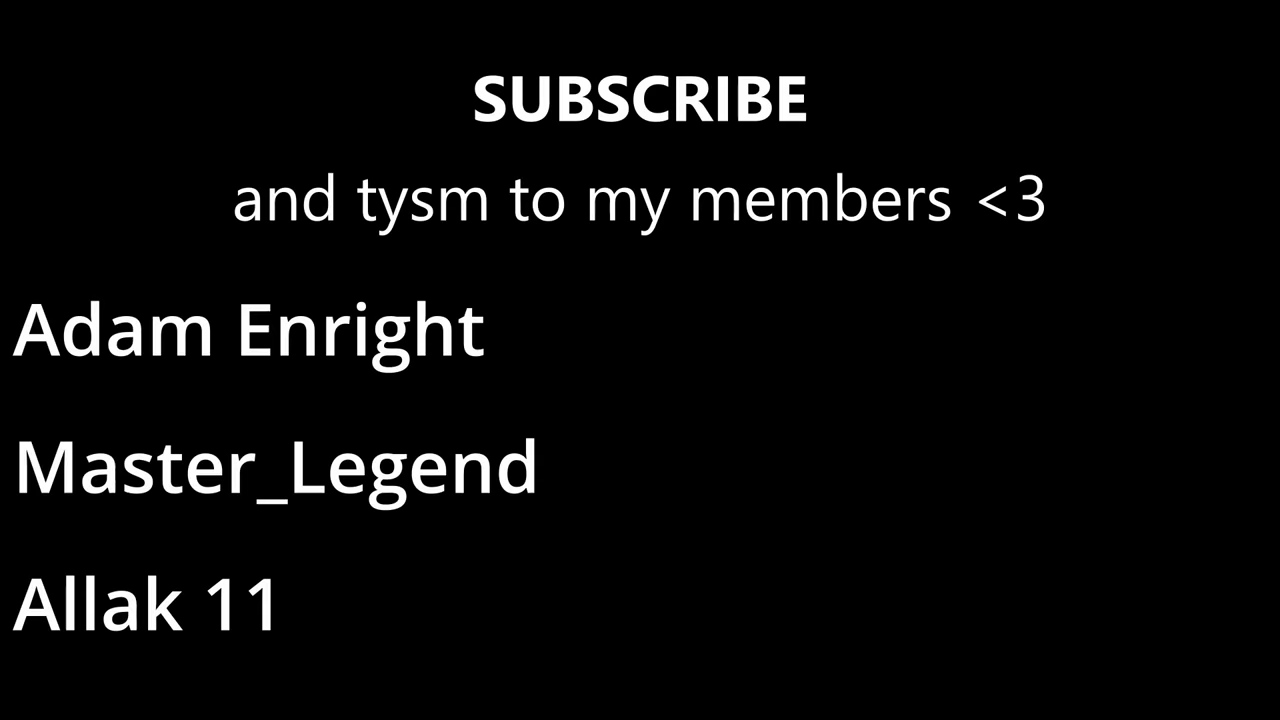 SUBSCRIBE
and tysm to my members <3
Adam Enright
Master_Legend
Allak 11